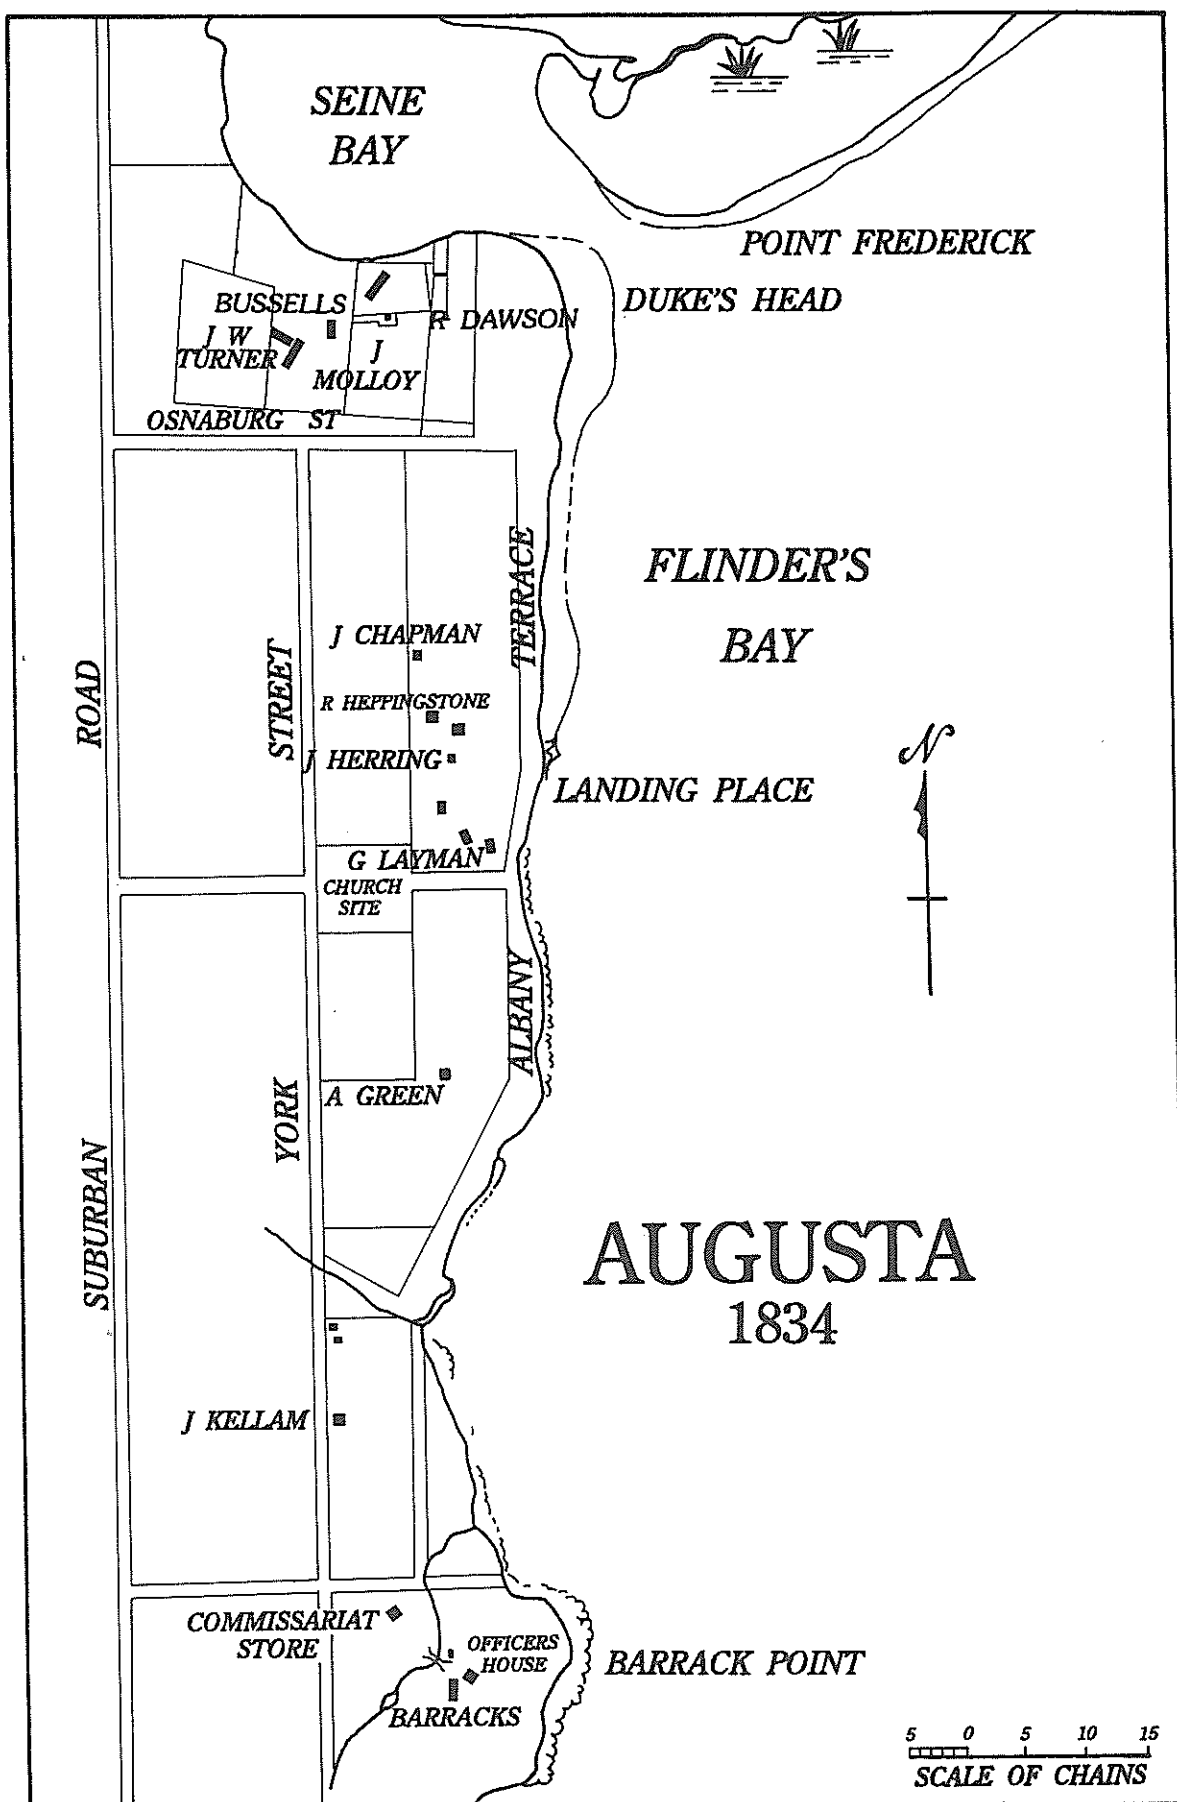 SEINE
BAY
POINT FREDERICK
DUKE'S HEAD
BUSSELLS
R DAWSON
J W
TURNER
J
MOLLOY
OSNABURG ST
FLINDER'S
BAY
TERRACE
J CHAPMAN
STREET
ROAD
R HEPPINGSTONE
J HERRING
N
LANDING PLACE
G LAYMAN
CHURCH
SITE
ALBANY
A GREEN
YORK
SUBURBAN
AUGUSTA
1834
J KELLAM
COMMISSARIAT
STORE
OFFICERS
HOUSE
BARRACK POINT
BARRACKS
5 0 5 10 15
SCALE OF CHAINS